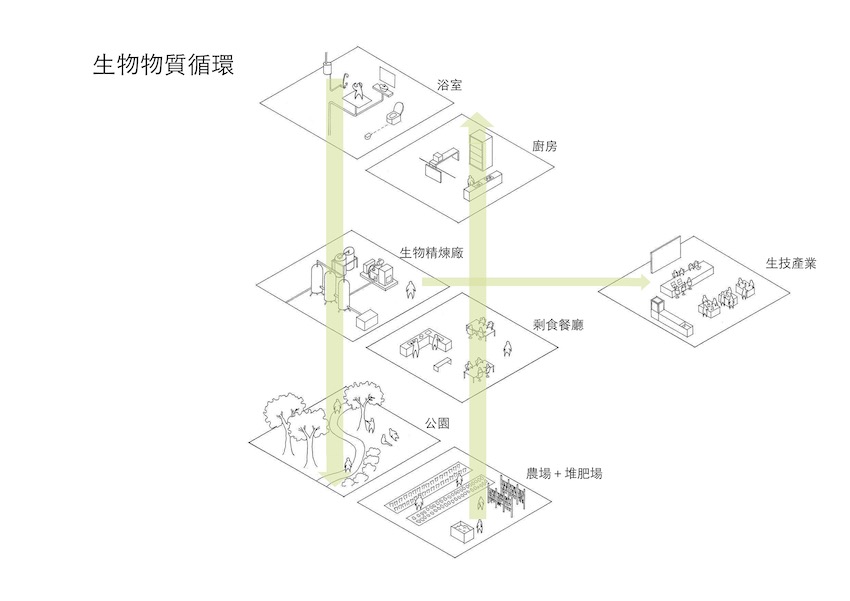 生物物質循環
浴室
廚房
生物精煉廠
生技產業
剩食餐廳
公園
農場 + 堆肥場